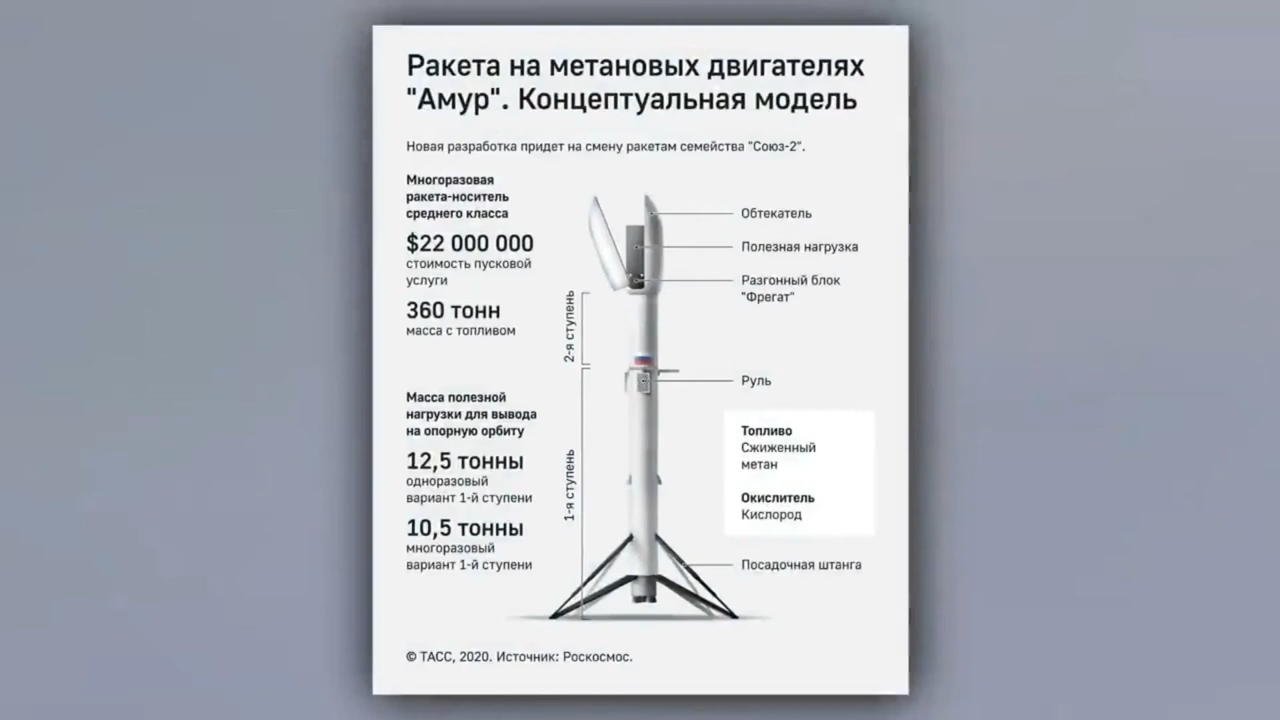 Ракета на метановых двигателях
"Амур". Концептуальная модель
Новая разработка придет на смену ракетам семейства "Союз-2".
Многоразовая
ракета-носитель
среднего класса
$22 000 000
стоимость пусковой
услуги
360 тонн
масса с топливом
Масса полезной
нагрузки для вывода
на опорную орбиту
12,5 тонны
одноразовый
вариант 1-й ступени
10,5 тонны
многоразовый
вариант 1-й ступени
2-я ступень
1-я ступень
Обтекатель
Полезная нагрузка
Разгонный блок
"Фрегат"
Руль
Топливо
Сжиженный
метан
Окислитель
Кислород
Посадочная штанга
© ТАСС, 2020. Источник: Роскосмос.